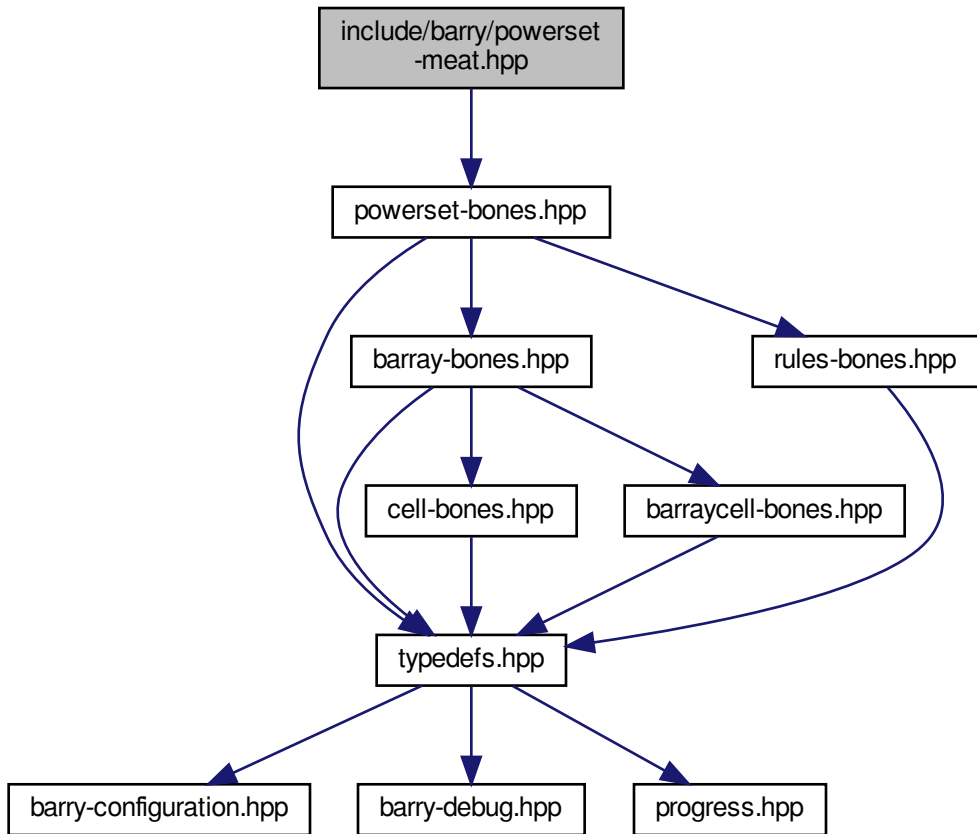 include/barry/powerset
-meat.hpp
powerset-bones.hpp
barray-bones.hpp
rules-bones.hpp
cell-bones.hpp
barraycell-bones.hpp
typedefs.hpp
barry-configuration.hpp
barry-debug.hpp
progress.hpp